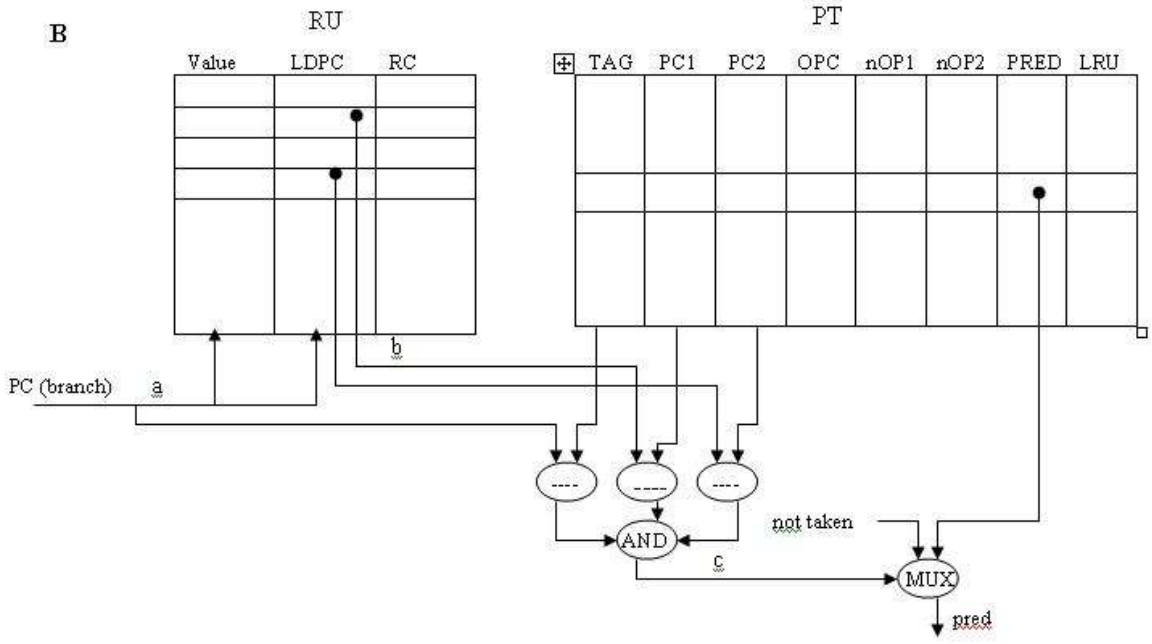 B
RU
PT
Value LDPC RC
TAG PC1 PC2 OPC nOP1 nOP2 PRED LRU
b
PC (branch) a
---- ---- ----
not taken
AND
c
MUX
pred